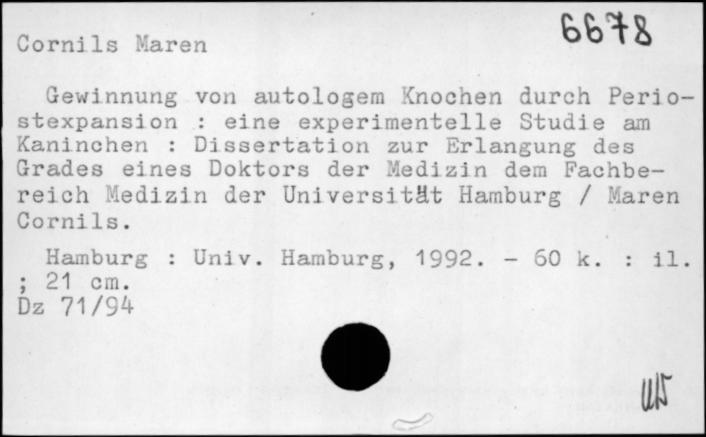 6678
Cornils Maren
Gewinnung von autologem Knochen durch Perio-
stexpansion : eine experimentelle Studie am
Kaninchen : Dissertation zur Erlangung des
Grades eines Doktors der Medizin dem Fachbe-
reich Medizin der Universität Hamburg / Maren
Cornils.
Hamburg : Univ. Hamburg, 1992. - 60 k. : il.
; 21 cm.
Dz 71/94